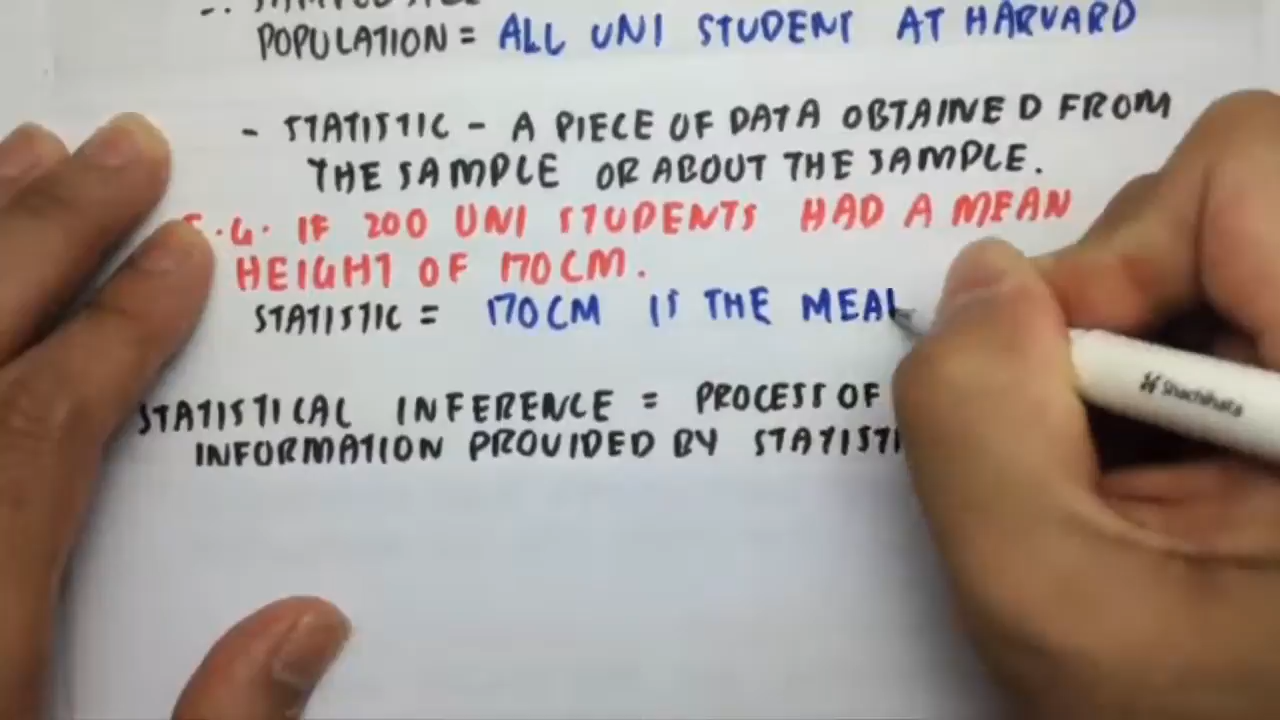 POPULATION = ALL UNI STUDENT AT HARVARD
- STATISTIC - A PIECE OF DATA OBTAINED FROM
THE SAMPLE OR ABOUT THE SAMPLE.
E.G. IF 200 UNI STUDENTS HAD A MEAN
HEIGHT OF 170CM.
STATISTIC = 170CM IS THE MEAN
STATISTICAL INFERENCE = PROCESS OF
INFORMATION PROVIDED BY
Shachihata